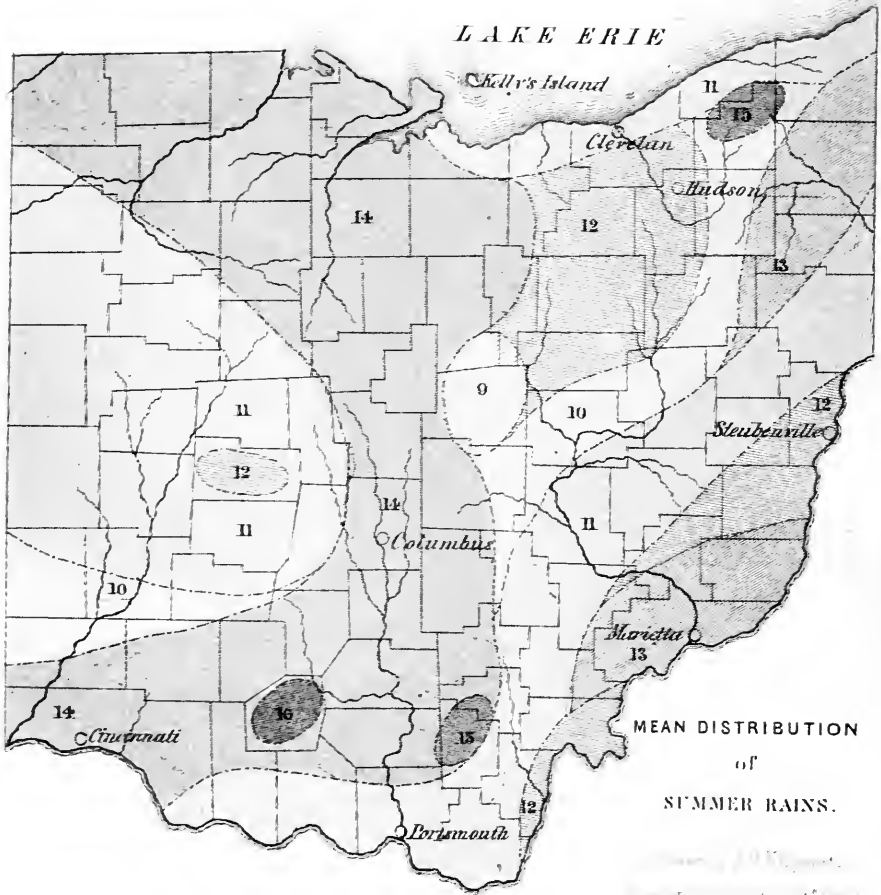 LAKE ERIE
Kelly's Island
11
15
Clevelan
Hudson
14
12
13
9
10
12
Steubenville
11
12
14
11
11
Columbus
10
Marietta
13
14
Cincinnati
16
15
12
Portsmouth
MEAN DISTRIBUTION
of
SUMMER RAINS.